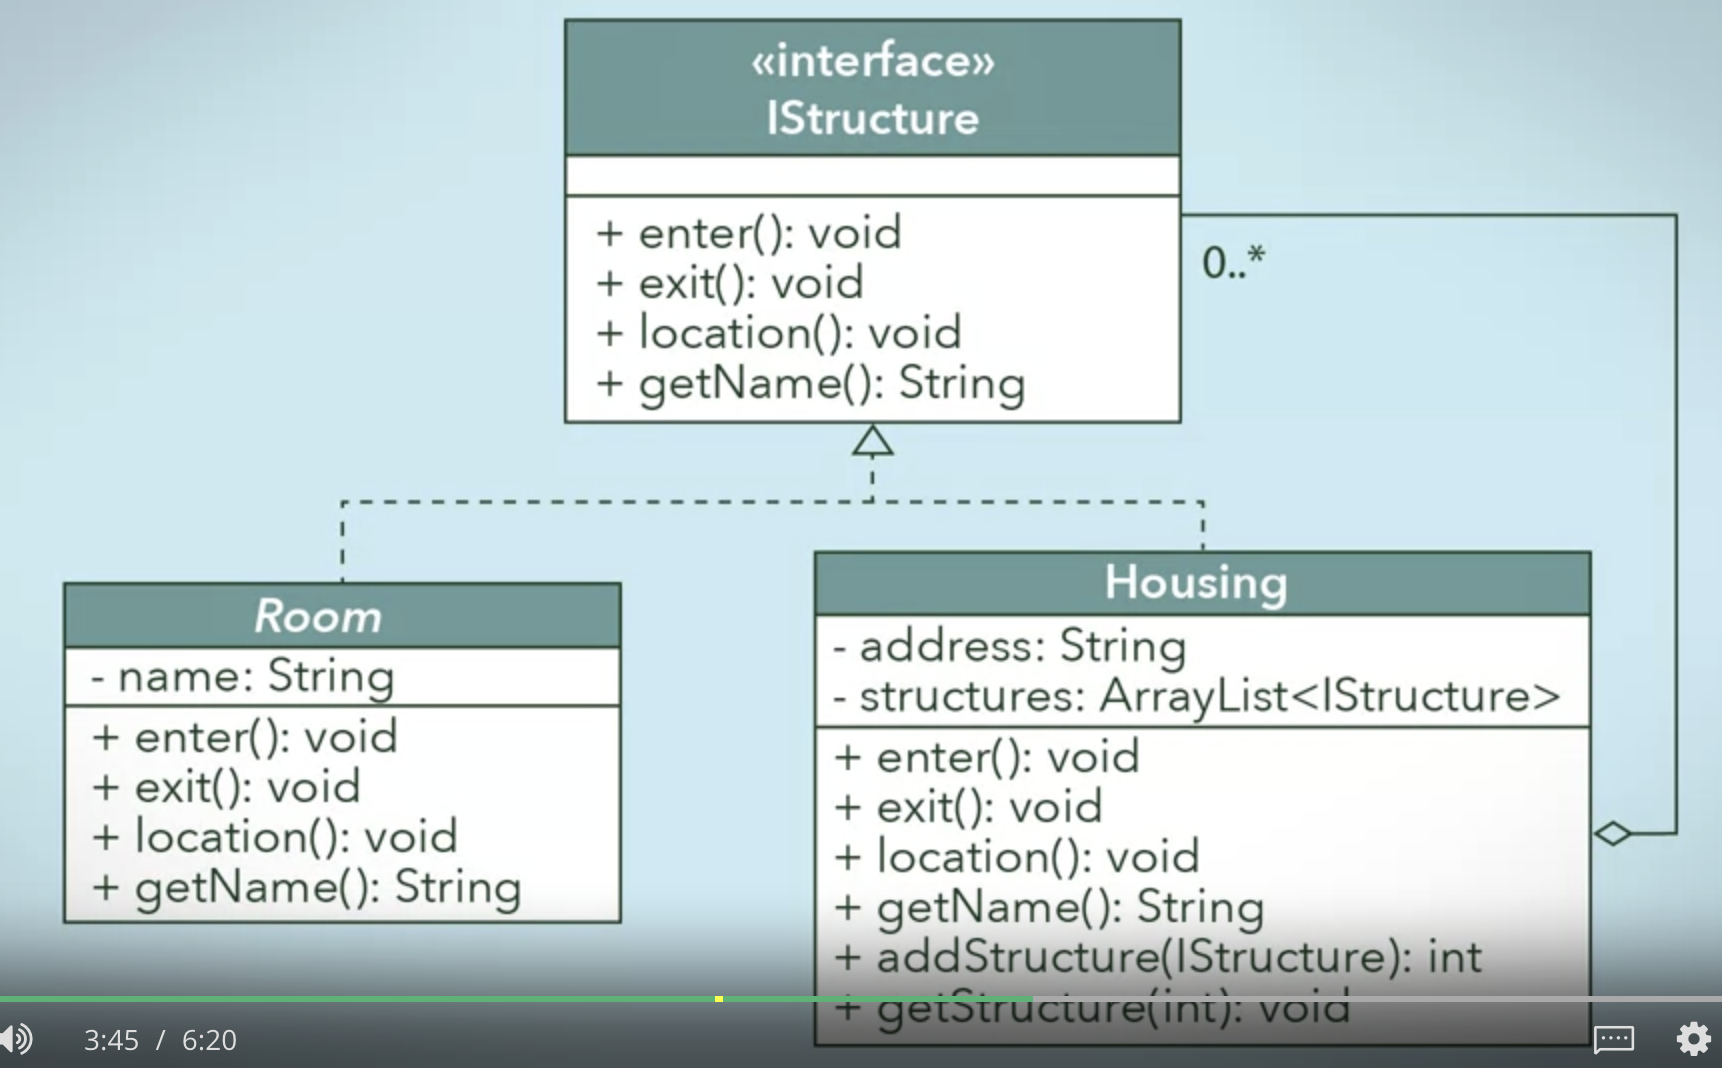 «interface»
IStructure
+ enter(): void
+ exit(): void
+ location(): void
+ getName(): String
0..*
Room
- name: String
+ enter(): void
+ exit(): void
+ location(): void
+ getName(): String
Housing
- address: String
- structures: ArrayList<IStructure>
+ enter(): void
+ exit(): void
+ location(): void
+ getName(): String
+ addStructure(IStructure): int
+ getStructure(int): void
3:45 / 6:20